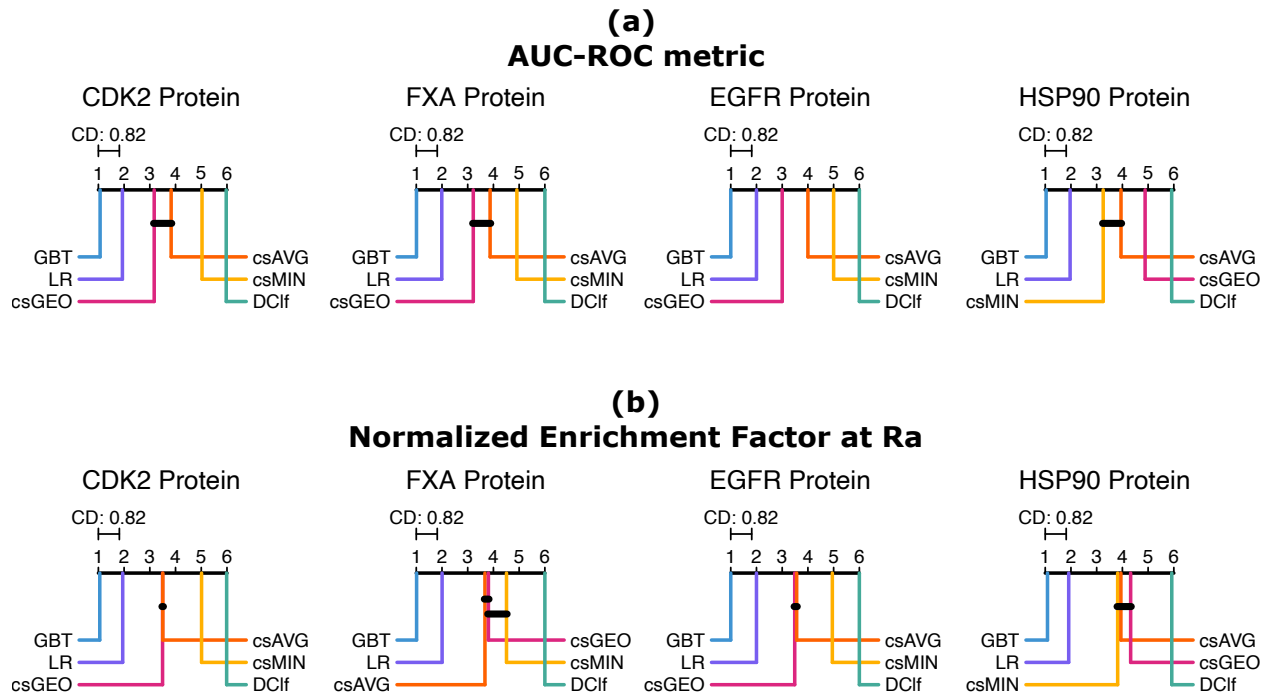 (a)
AUC-ROC metric
CDK2 Protein
CD: 0.82
1 2 3 4 5 6
GBT
LR
csGEO
csAVG
csMIN
DClf
FXA Protein
CD: 0.82
1 2 3 4 5 6
GBT
LR
csGEO
csAVG
csMIN
DClf
EGFR Protein
CD: 0.82
1 2 3 4 5 6
GBT
LR
csGEO
csAVG
csMIN
DClf
HSP90 Protein
CD: 0.82
1 2 3 4 5 6
GBT
LR
csMIN
csAVG
csGEO
DClf
(b)
Normalized Enrichment Factor at Ra
CDK2 Protein
CD: 0.82
1 2 3 4 5 6
GBT
LR
csGEO
csAVG
csMIN
DClf
FXA Protein
CD: 0.82
1 2 3 4 5 6
GBT
LR
csAVG
csGEO
csMIN
DClf
EGFR Protein
CD: 0.82
1 2 3 4 5 6
GBT
LR
csGEO
csAVG
csMIN
DClf
HSP90 Protein
CD: 0.82
1 2 3 4 5 6
GBT
LR
csMIN
csAVG
csGEO
DClf